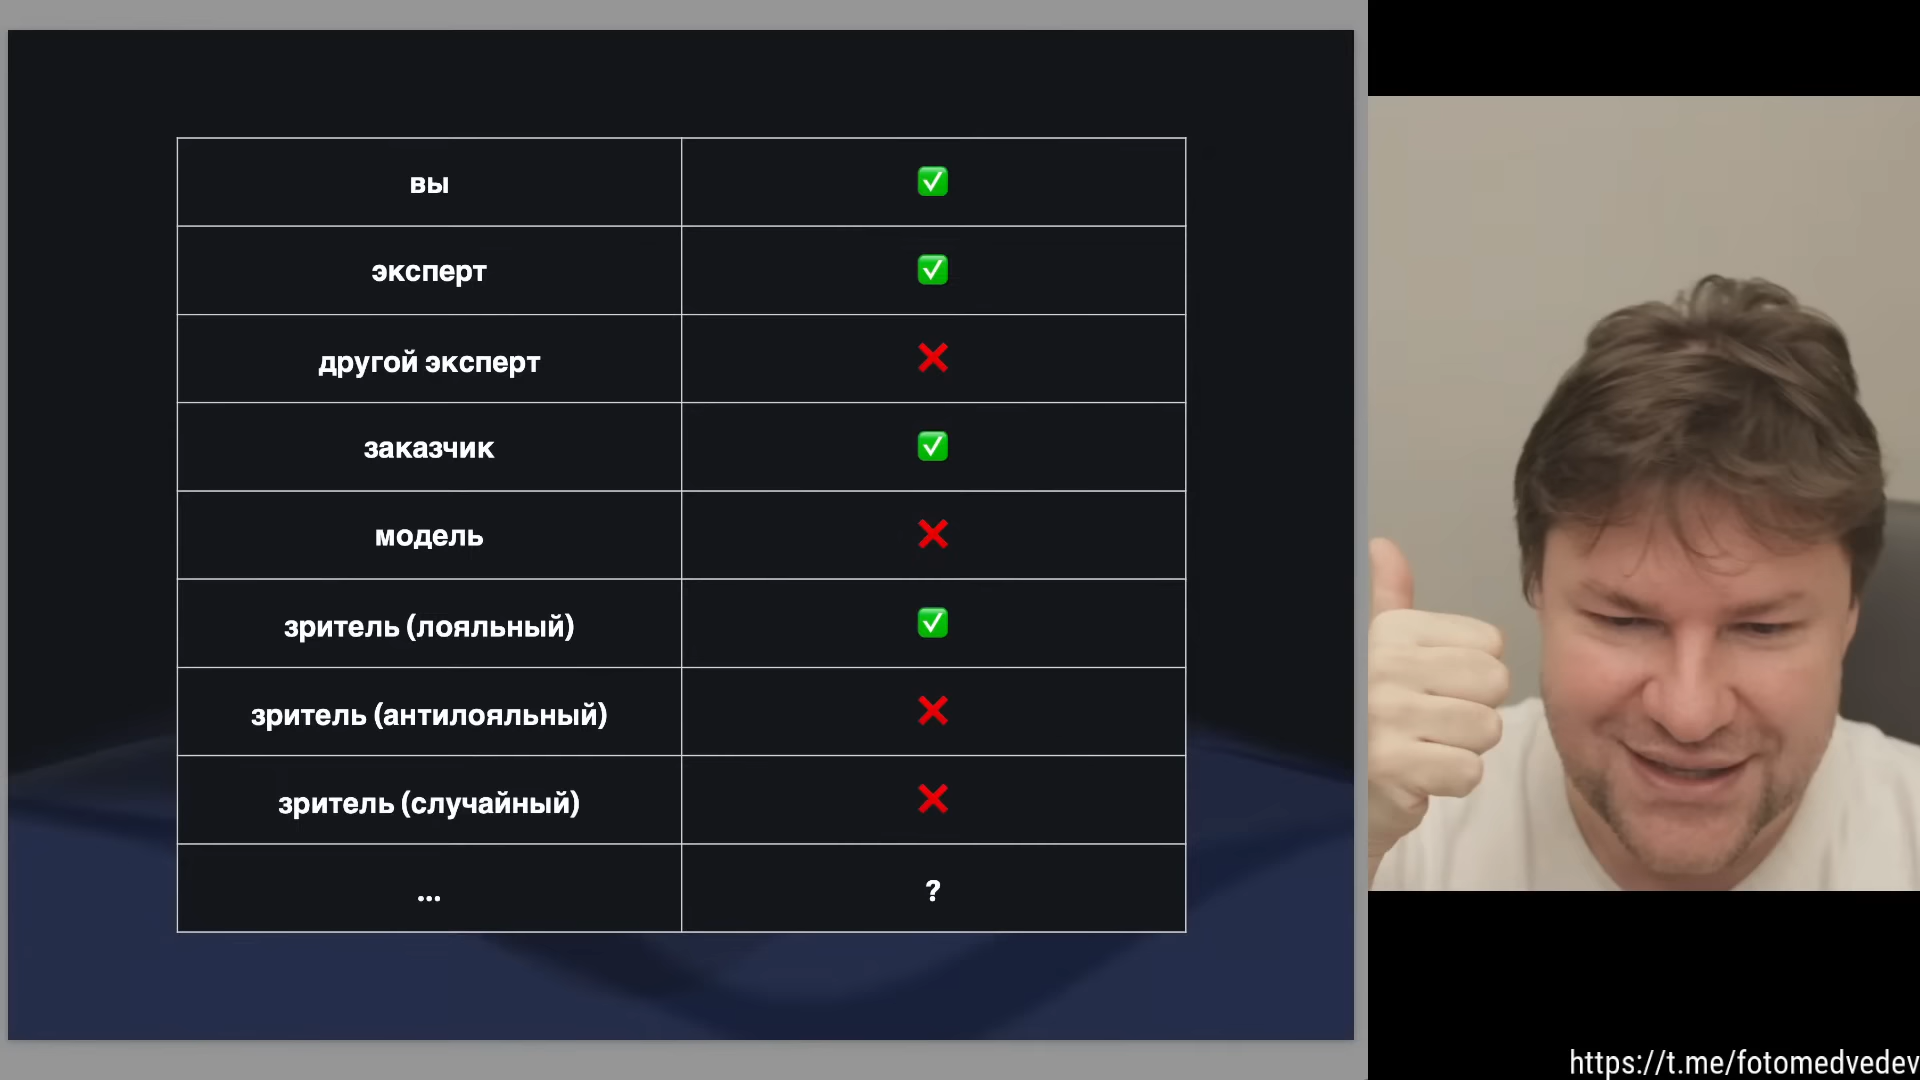 вы ✅
эксперт ✅
другой эксперт ❌
заказчик ✅
модель ❌
зритель (лояльный) ✅
зритель (антилояльный) ❌
зритель (случайный) ❌
... ?
https://t.me/fotomedvedev